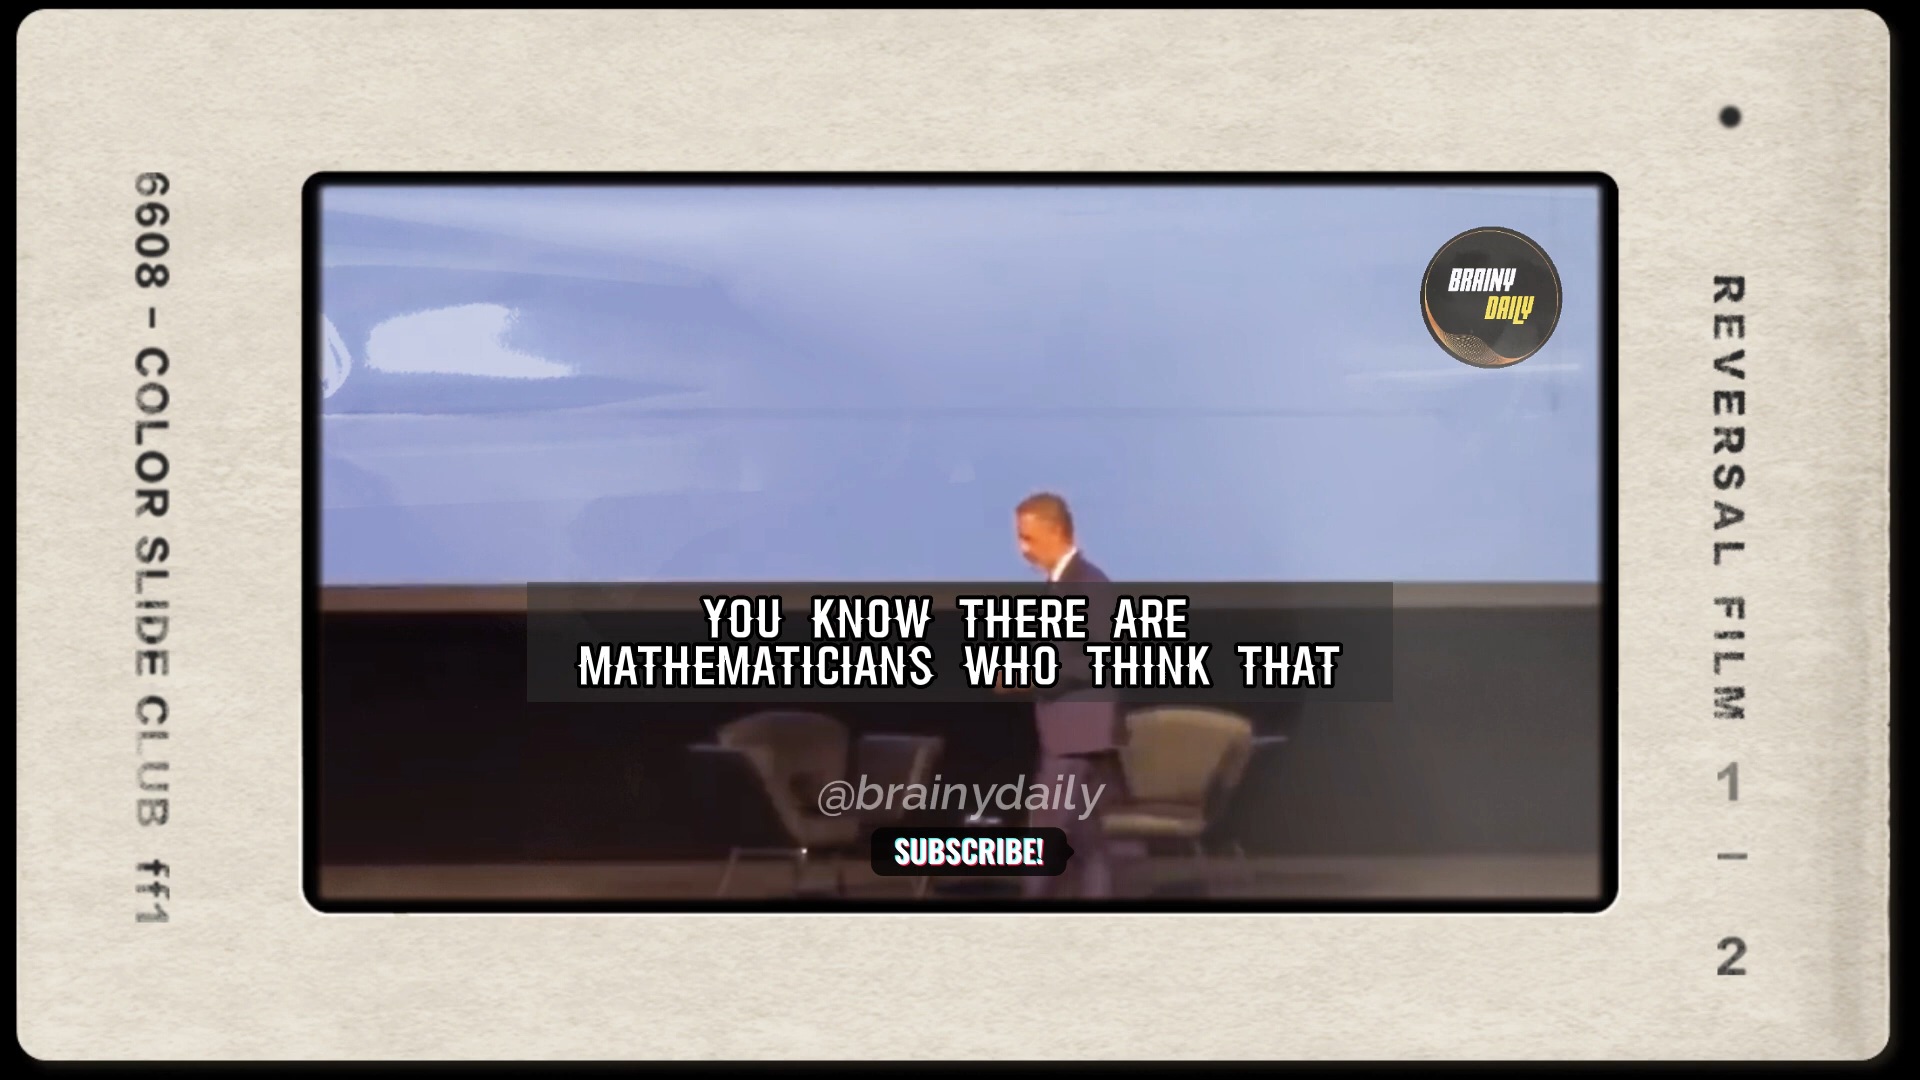 6608 - COLOR SLIDE CLUB ff1
BRAINY
DAILY
YOU KNOW THERE ARE
MATHEMATICIANS WHO THINK THAT
@brainydaily
SUBSCRIBE!
REVERSAL FILM 1 - 2